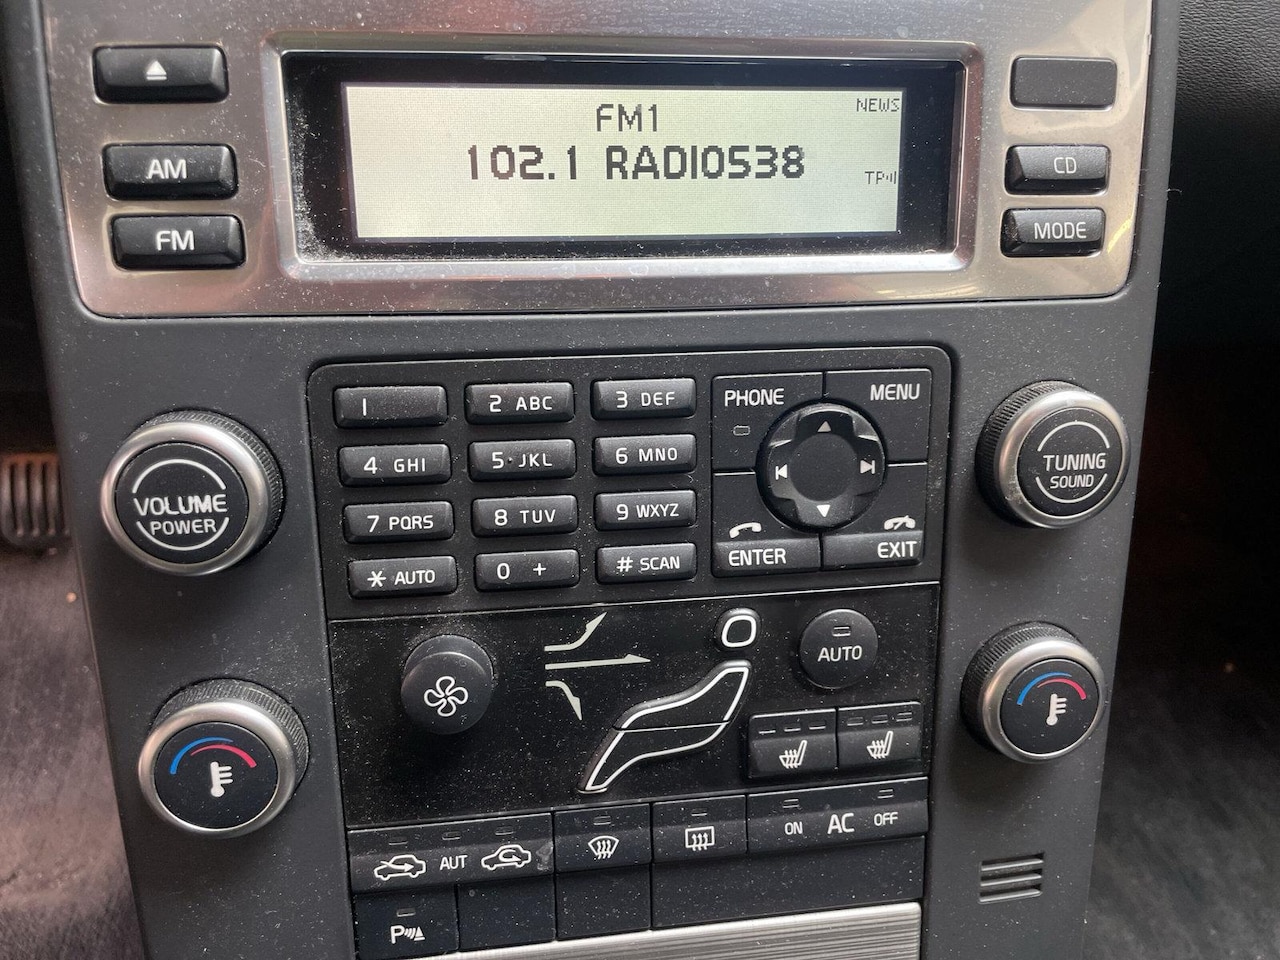 FM1
NEWS
102.1 RADIO538
TP
AM
FM
CD
MODE
1
2 ABC
3 DEF
4 GHI
5 JKL
6 MNO
7 PQRS
8 TUV
9 WXYZ
* AUTO
0 +
# SCAN
PHONE
MENU
ENTER
EXIT
VOLUME
POWER
TUNING
SOUND
AUTO
AUT
ON AC OFF
P